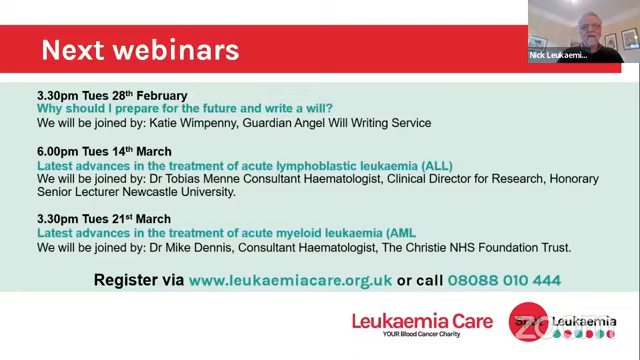 Next webinars
Nick Leukaemi...
3.30pm Tues 28th February
Why should I prepare for the future and write a will?
We will be joined by: Katie Wimpenny, Guardian Angel Will Writing Service
6.00pm Tues 14th March
Latest advances in the treatment of acute lymphoblastic leukaemia (ALL)
We will be joined by: Dr Tobias Menne Consultant Haematologist, Clinical Director for Research, Honorary
Senior Lecturer Newcastle University.
3.30pm Tues 21st March
Latest advances in the treatment of acute myeloid leukaemia (AML
We will be joined by: Dr Mike Dennis, Consultant Haematologist, The Christie NHS Foundation Trust.
Register via www.leukaemiacare.org.uk or call 08088 010 444
Leukaemia Care
YOUR Blood Cancer Charity
Leukaemia
zoom